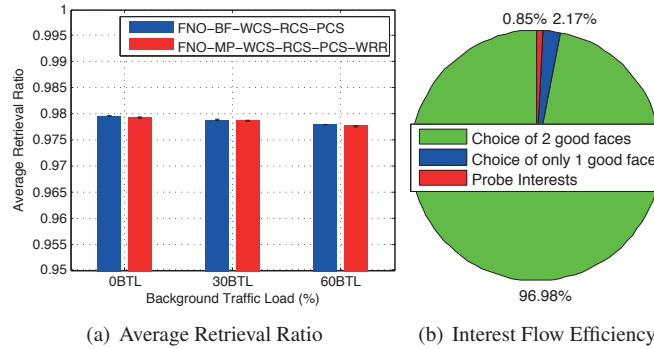 1
0.995
0.99
0.985
0.98
0.975
0.97
0.965
0.96
0.955
0.95
Average Retrieval Ratio
FNO-BF-WCS-RCS-PCS
FNO-MP-WCS-RCS-PCS-WRR
0BTL 30BTL 60BTL
Background Traffic Load (%)
(a) Average Retrieval Ratio
0.85% 2.17%
Choice of 2 good faces
Choice of only 1 good face
Probe Interests
96.98%
(b) Interest Flow Efficiency